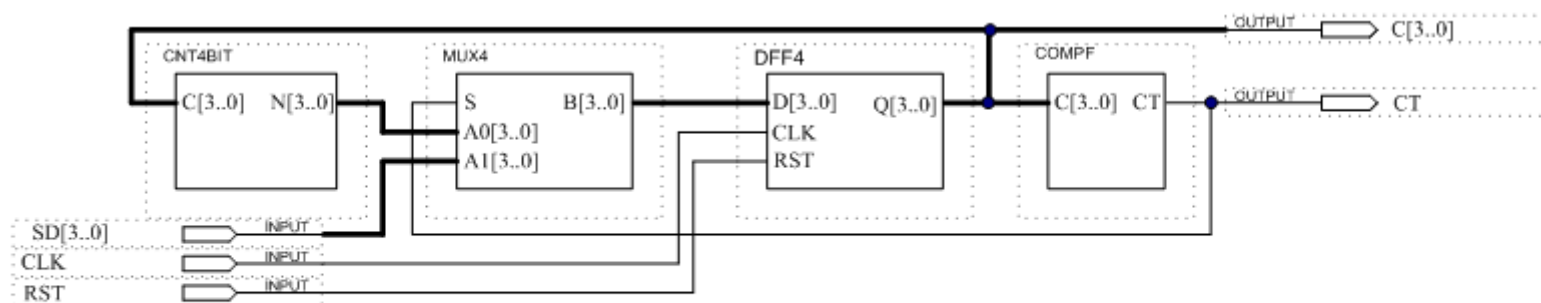 OUTPUT C[3..0]
CNT4BIT MUX4 DFF4 COMPF
C[3..0] N[3..0] S B[3..0] D[3..0] Q[3..0] C[3..0] CT OUTPUT CT
A0[3..0] CLK
A1[3..0] RST
SD[3..0] INPUT
CLK INPUT
RST INPUT